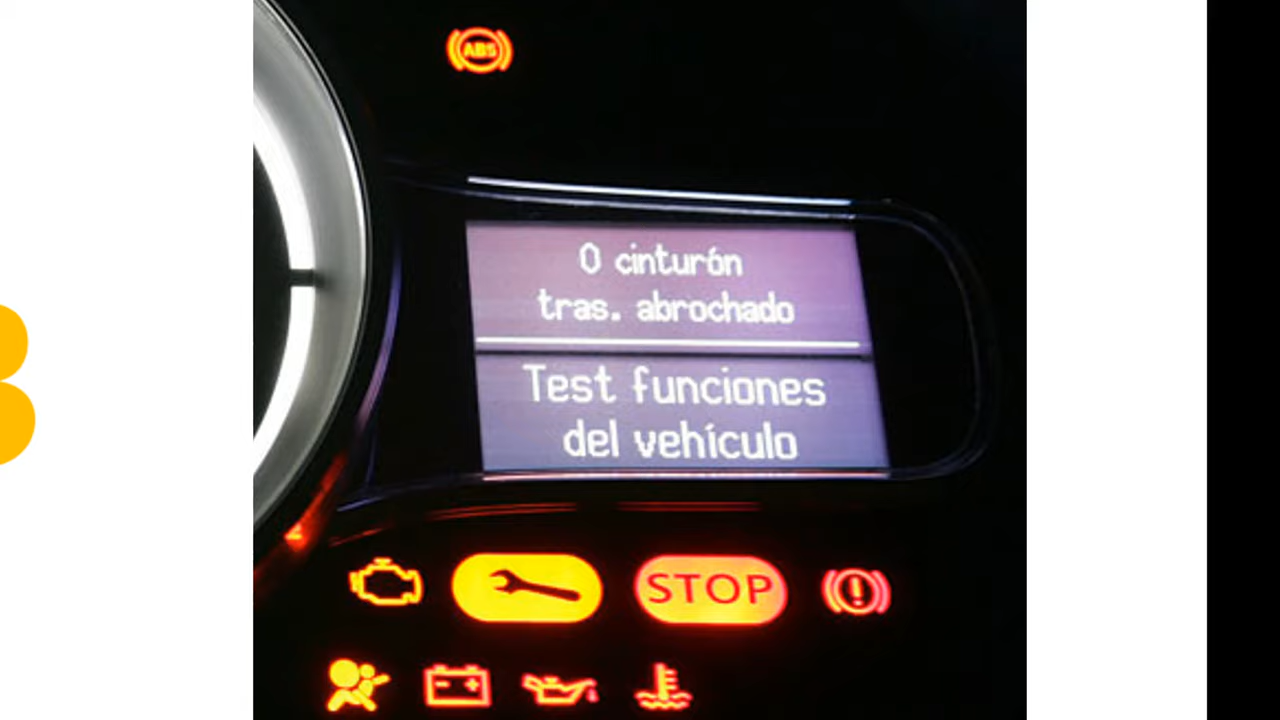 ABS
0 cinturón
tras. abrochado
Test funciones
del vehículo
STOP